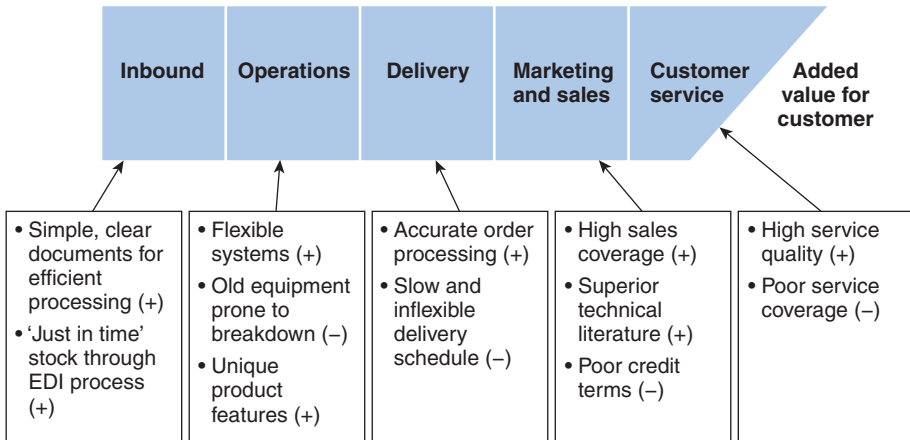 Inbound
Operations
Delivery
Marketing
and sales
Customer
service
Added
value for
customer
• Simple, clear
documents for
efficient
processing (+)
• ‘Just in time’
stock through
EDI process
(+)
• Flexible
systems (+)
• Old equipment
prone to
breakdown (−)
• Unique
product
features (+)
• Accurate order
processing (+)
• Slow and
inflexible
delivery
schedule (−)
• High sales
coverage (+)
• Superior
technical
literature (+)
• Poor credit
terms (−)
• High service
quality (+)
• Poor service
coverage (−)